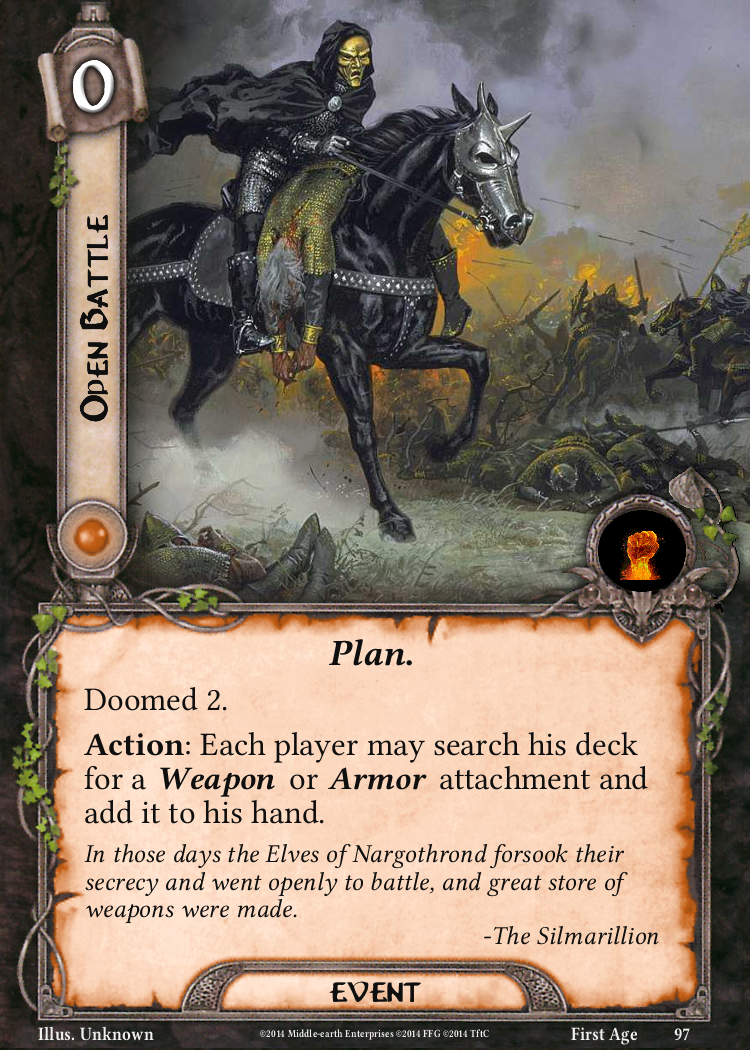 0
OPEN BATTLE
Plan.
Doomed 2.
Action: Each player may search his deck
for a Weapon or Armor attachment and
add it to his hand.
In those days the Elves of Nargothrond forsook their
secrecy and went openly to battle, and great store of
weapons were made.
-The Silmarillion
EVENT
Illus. Unknown ©2014 Middle-earth Enterprises ©2014 FFG ©2014 TftC First Age 97